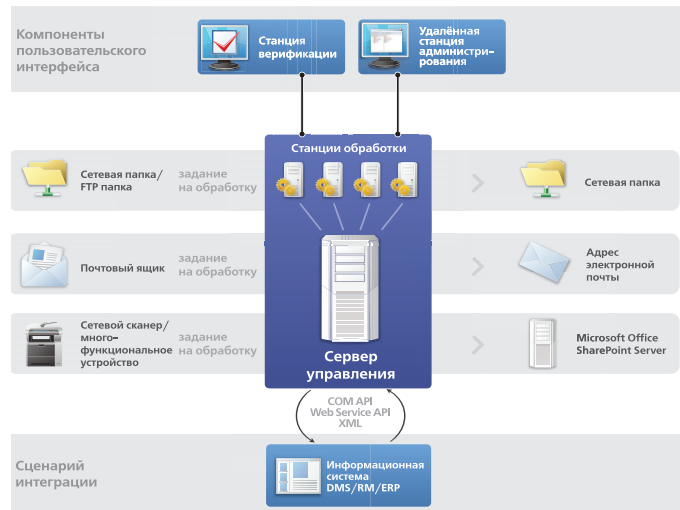 Компоненты
пользовательского
интерфейса
Станция
верификации
Удалённая
станция
администри-
рования
Станции обработки
Сетевая папка/
FTP папка
задание
на обработку
Сетевая папка
Почтовый ящик
задание
на обработку
Адрес
электронной
почты
Сетевой сканер/
много-
функциональное
устройство
задание
на обработку
Microsoft Office
SharePoint Server
Сервер
управления
COM API
Web Service API
XML
Сценарий
интеграции
Информационная
система
DMS/RM/ERP